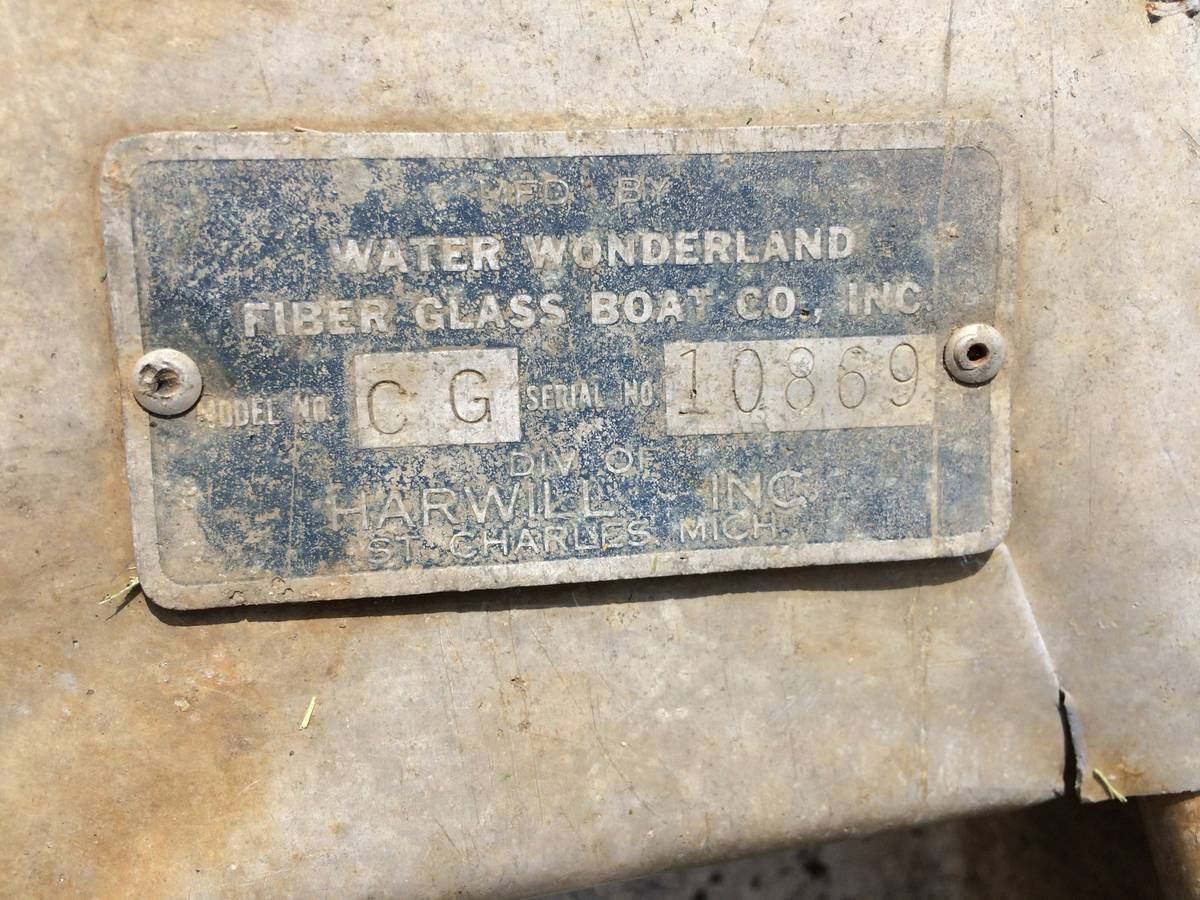 MFD BY
WATER WONDERLAND
FIBER GLASS BOAT CO., INC.
MODEL NO. C G SERIAL NO 10869
DIV. OF
HARWILL INC
ST. CHARLES MICH.